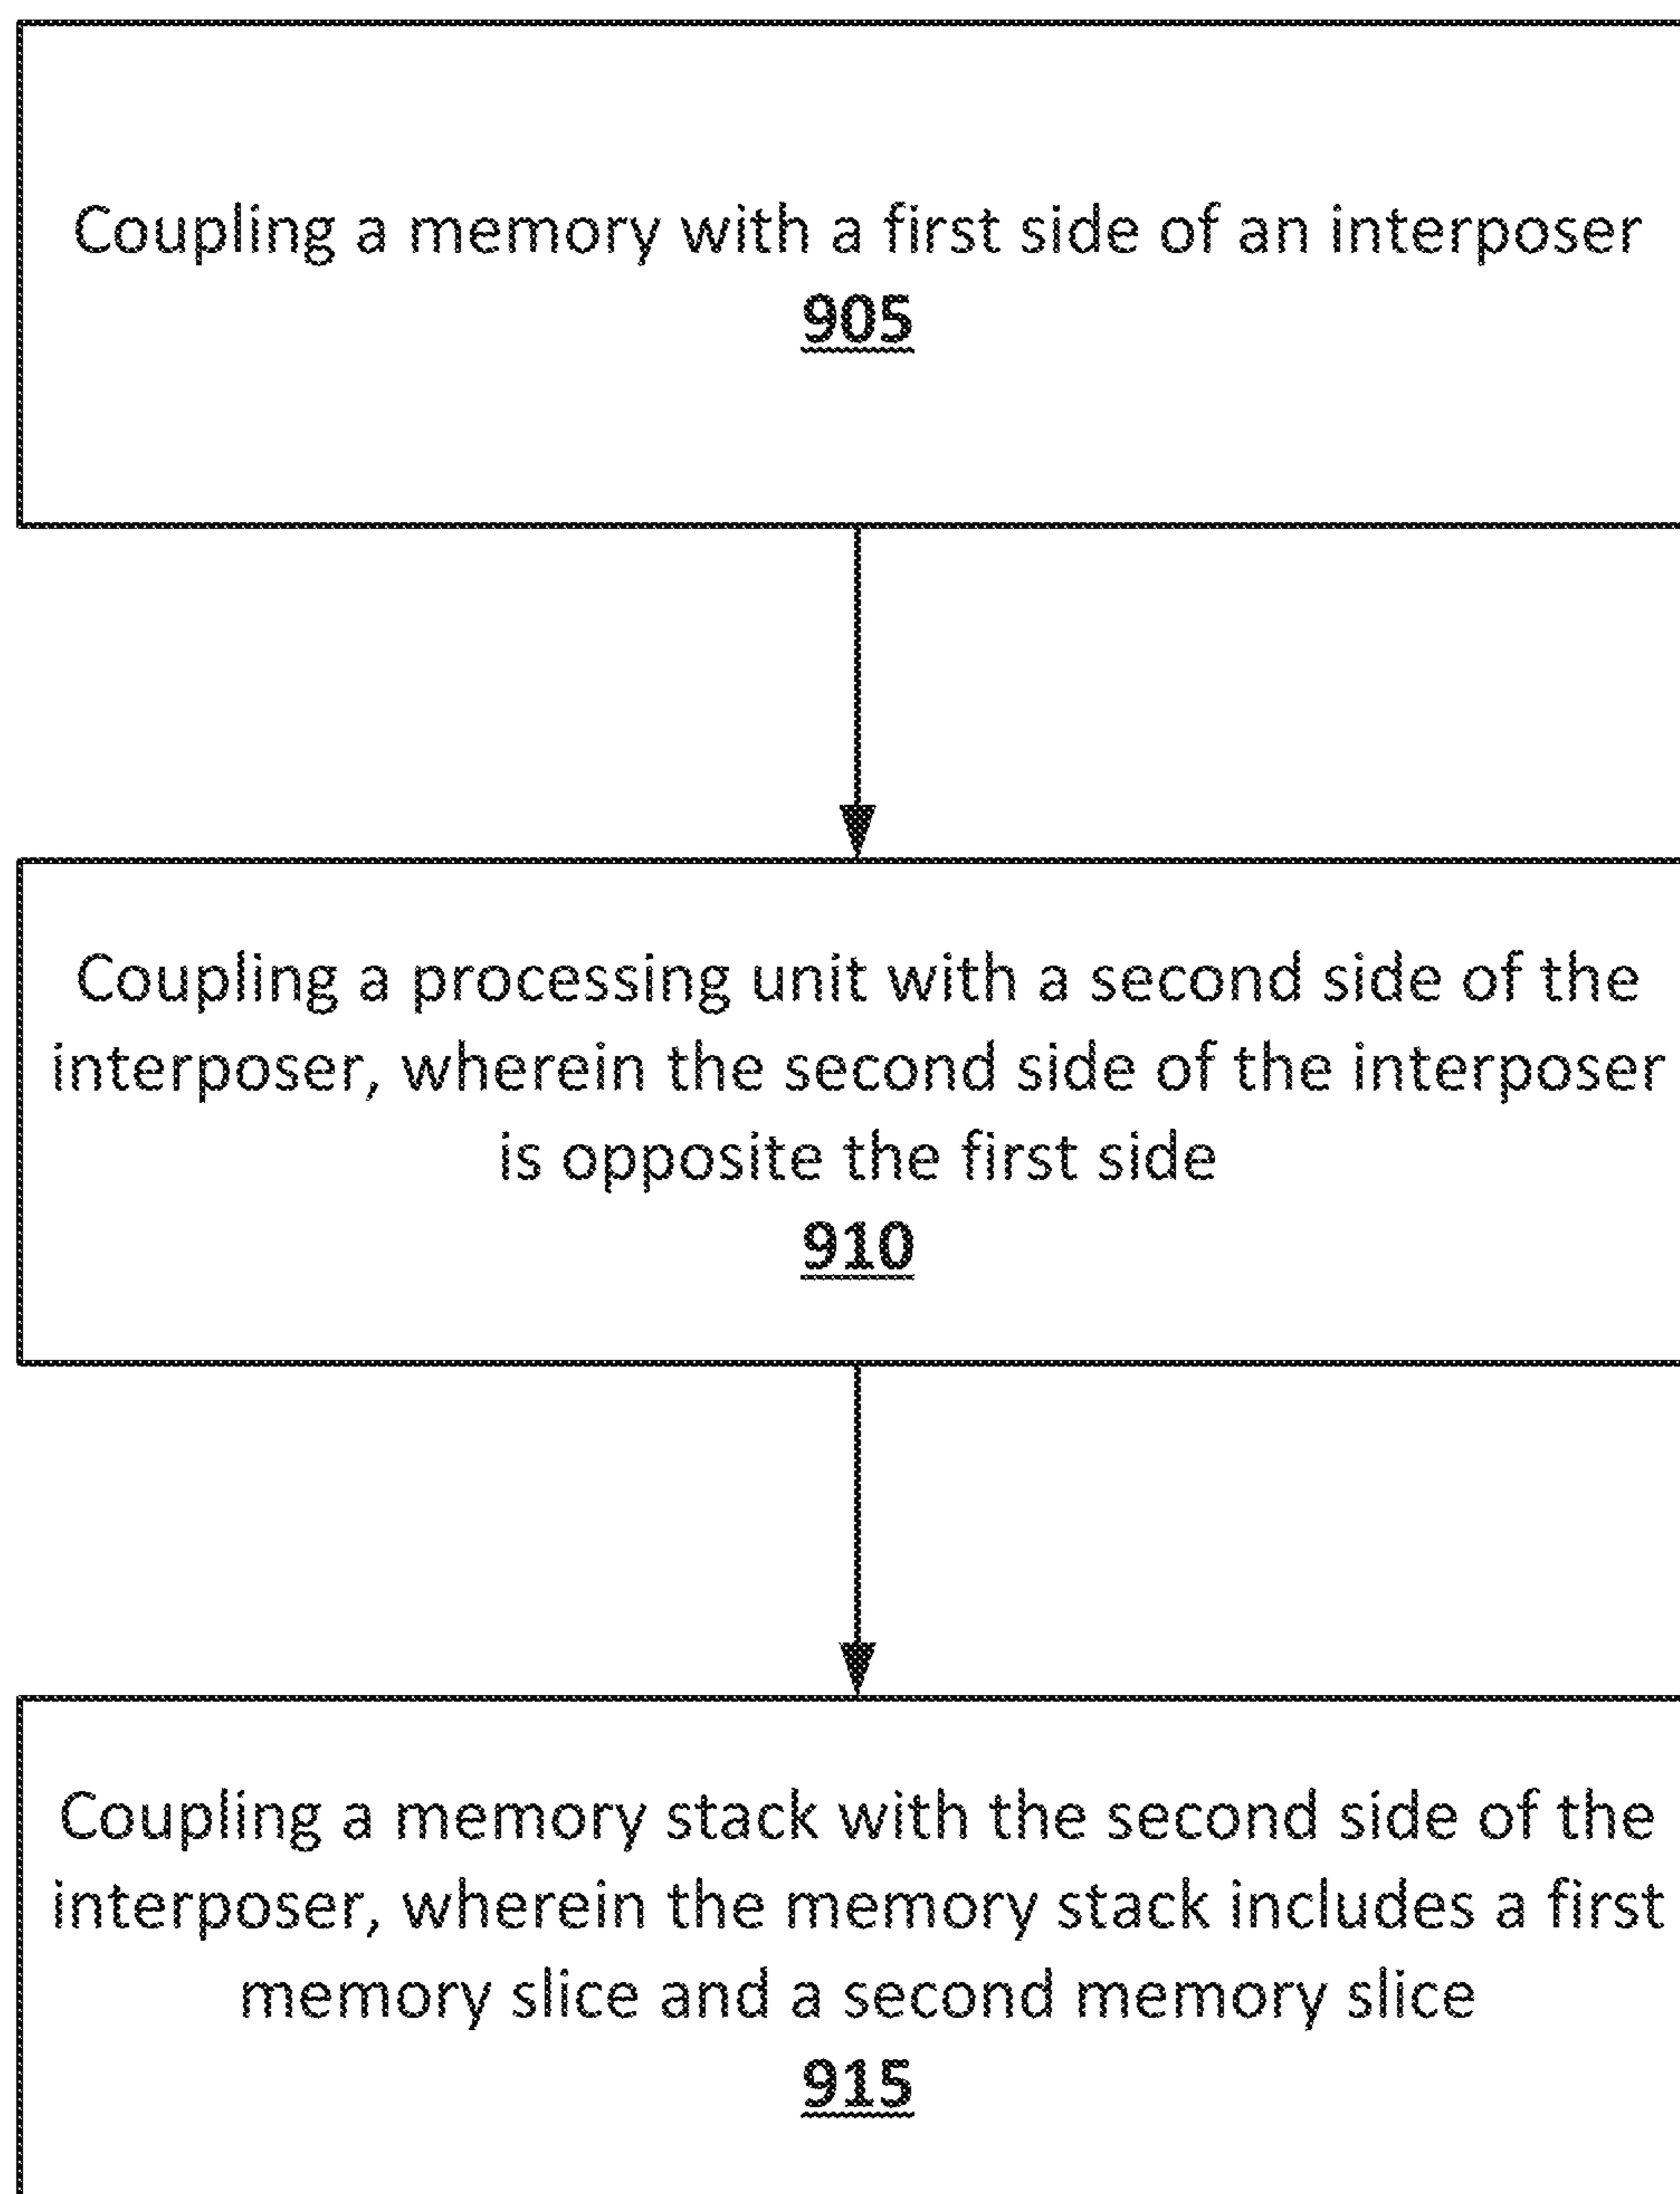 Coupling a memory with a first side of an interposer
905
Coupling a processing unit with a second side of the
interposer, wherein the second side of the interposer
is opposite the first side
910
Coupling a memory stack with the second side of the
interposer, wherein the memory stack includes a first
memory slice and a second memory slice
915